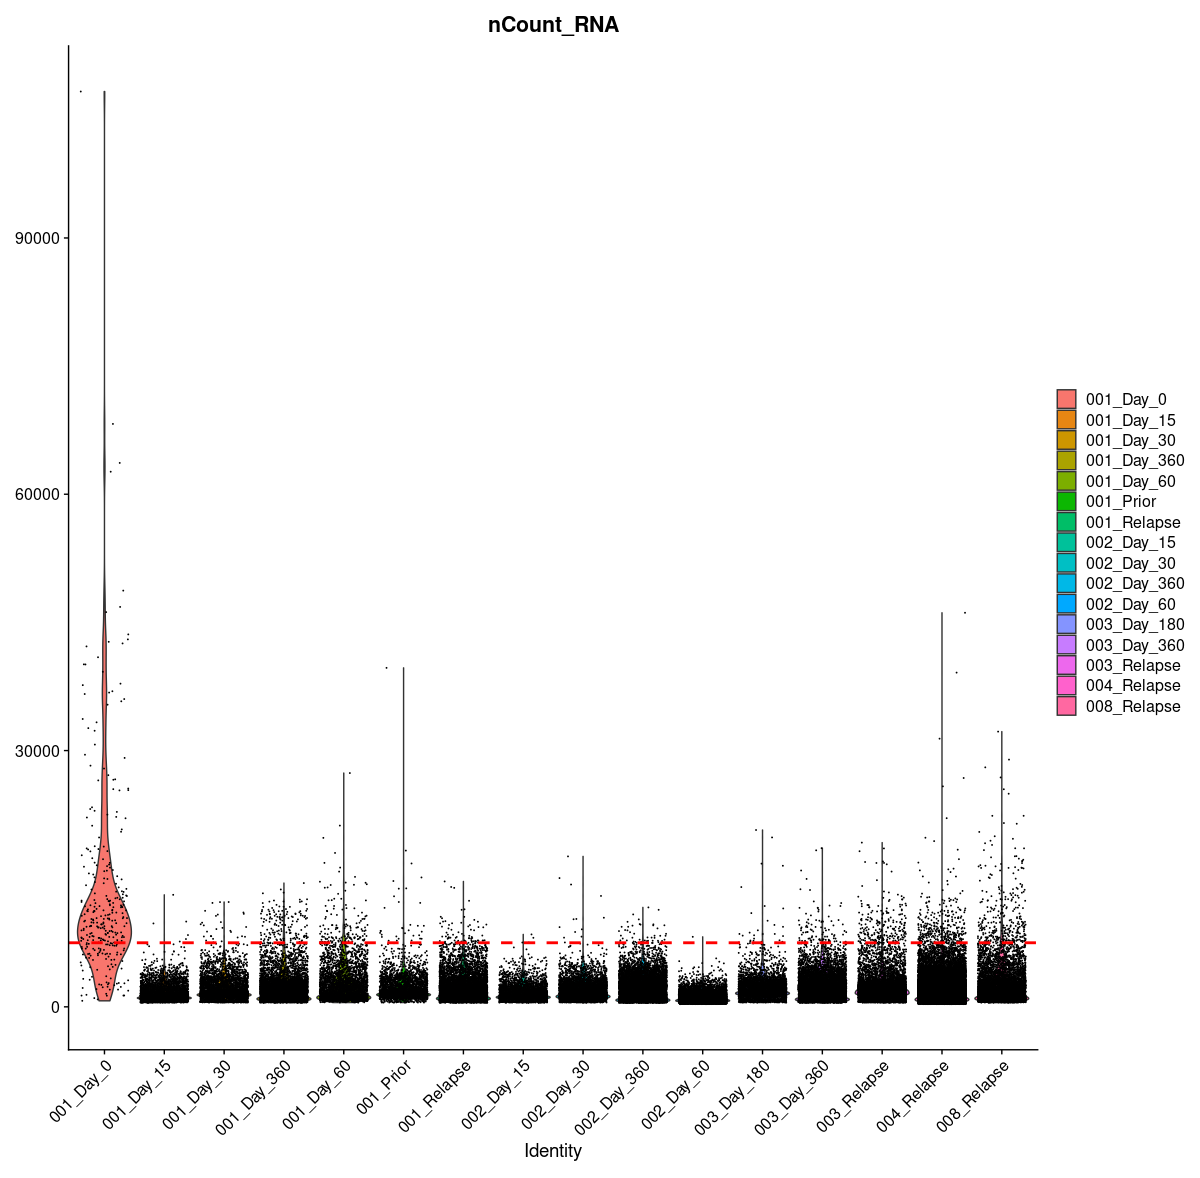 nCount_RNA
90000
60000
30000
0
001_Day_0
001_Day_15
001_Day_30
001_Day_360
001_Day_60
001_Prior
001_Relapse
002_Day_15
002_Day_30
002_Day_360
002_Day_60
003_Day_180
003_Day_360
003_Relapse
004_Relapse
008_Relapse
Identity
001_Day_0
001_Day_15
001_Day_30
001_Day_360
001_Day_60
001_Prior
001_Relapse
002_Day_15
002_Day_30
002_Day_360
002_Day_60
003_Day_180
003_Day_360
003_Relapse
004_Relapse
008_Relapse